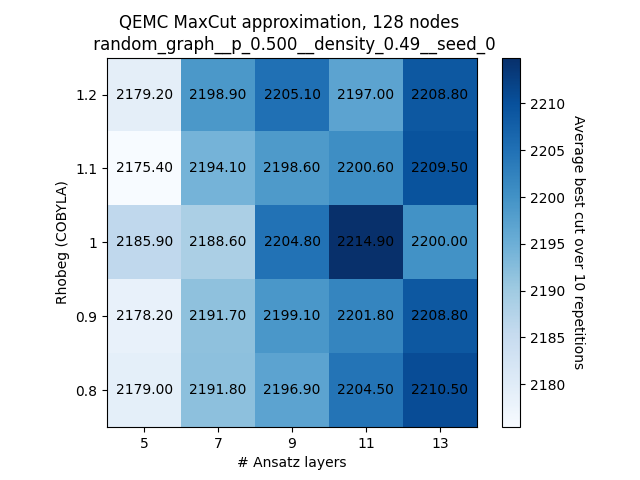 QEMC MaxCut approximation, 128 nodes
random_graph__p_0.500__density_0.49__seed_0
Rhobeg (COBYLA)
1.2 2179.20 2198.90 2205.10 2197.00 2208.80
1.1 2175.40 2194.10 2198.60 2200.60 2209.50
1 2185.90 2188.60 2204.80 2214.90 2200.00
0.9 2178.20 2191.70 2199.10 2201.80 2208.80
0.8 2179.00 2191.80 2196.90 2204.50 2210.50
5 7 9 11 13
# Ansatz layers
2210
2205
2200
2195
2190
2185
2180
Average best cut over 10 repetitions